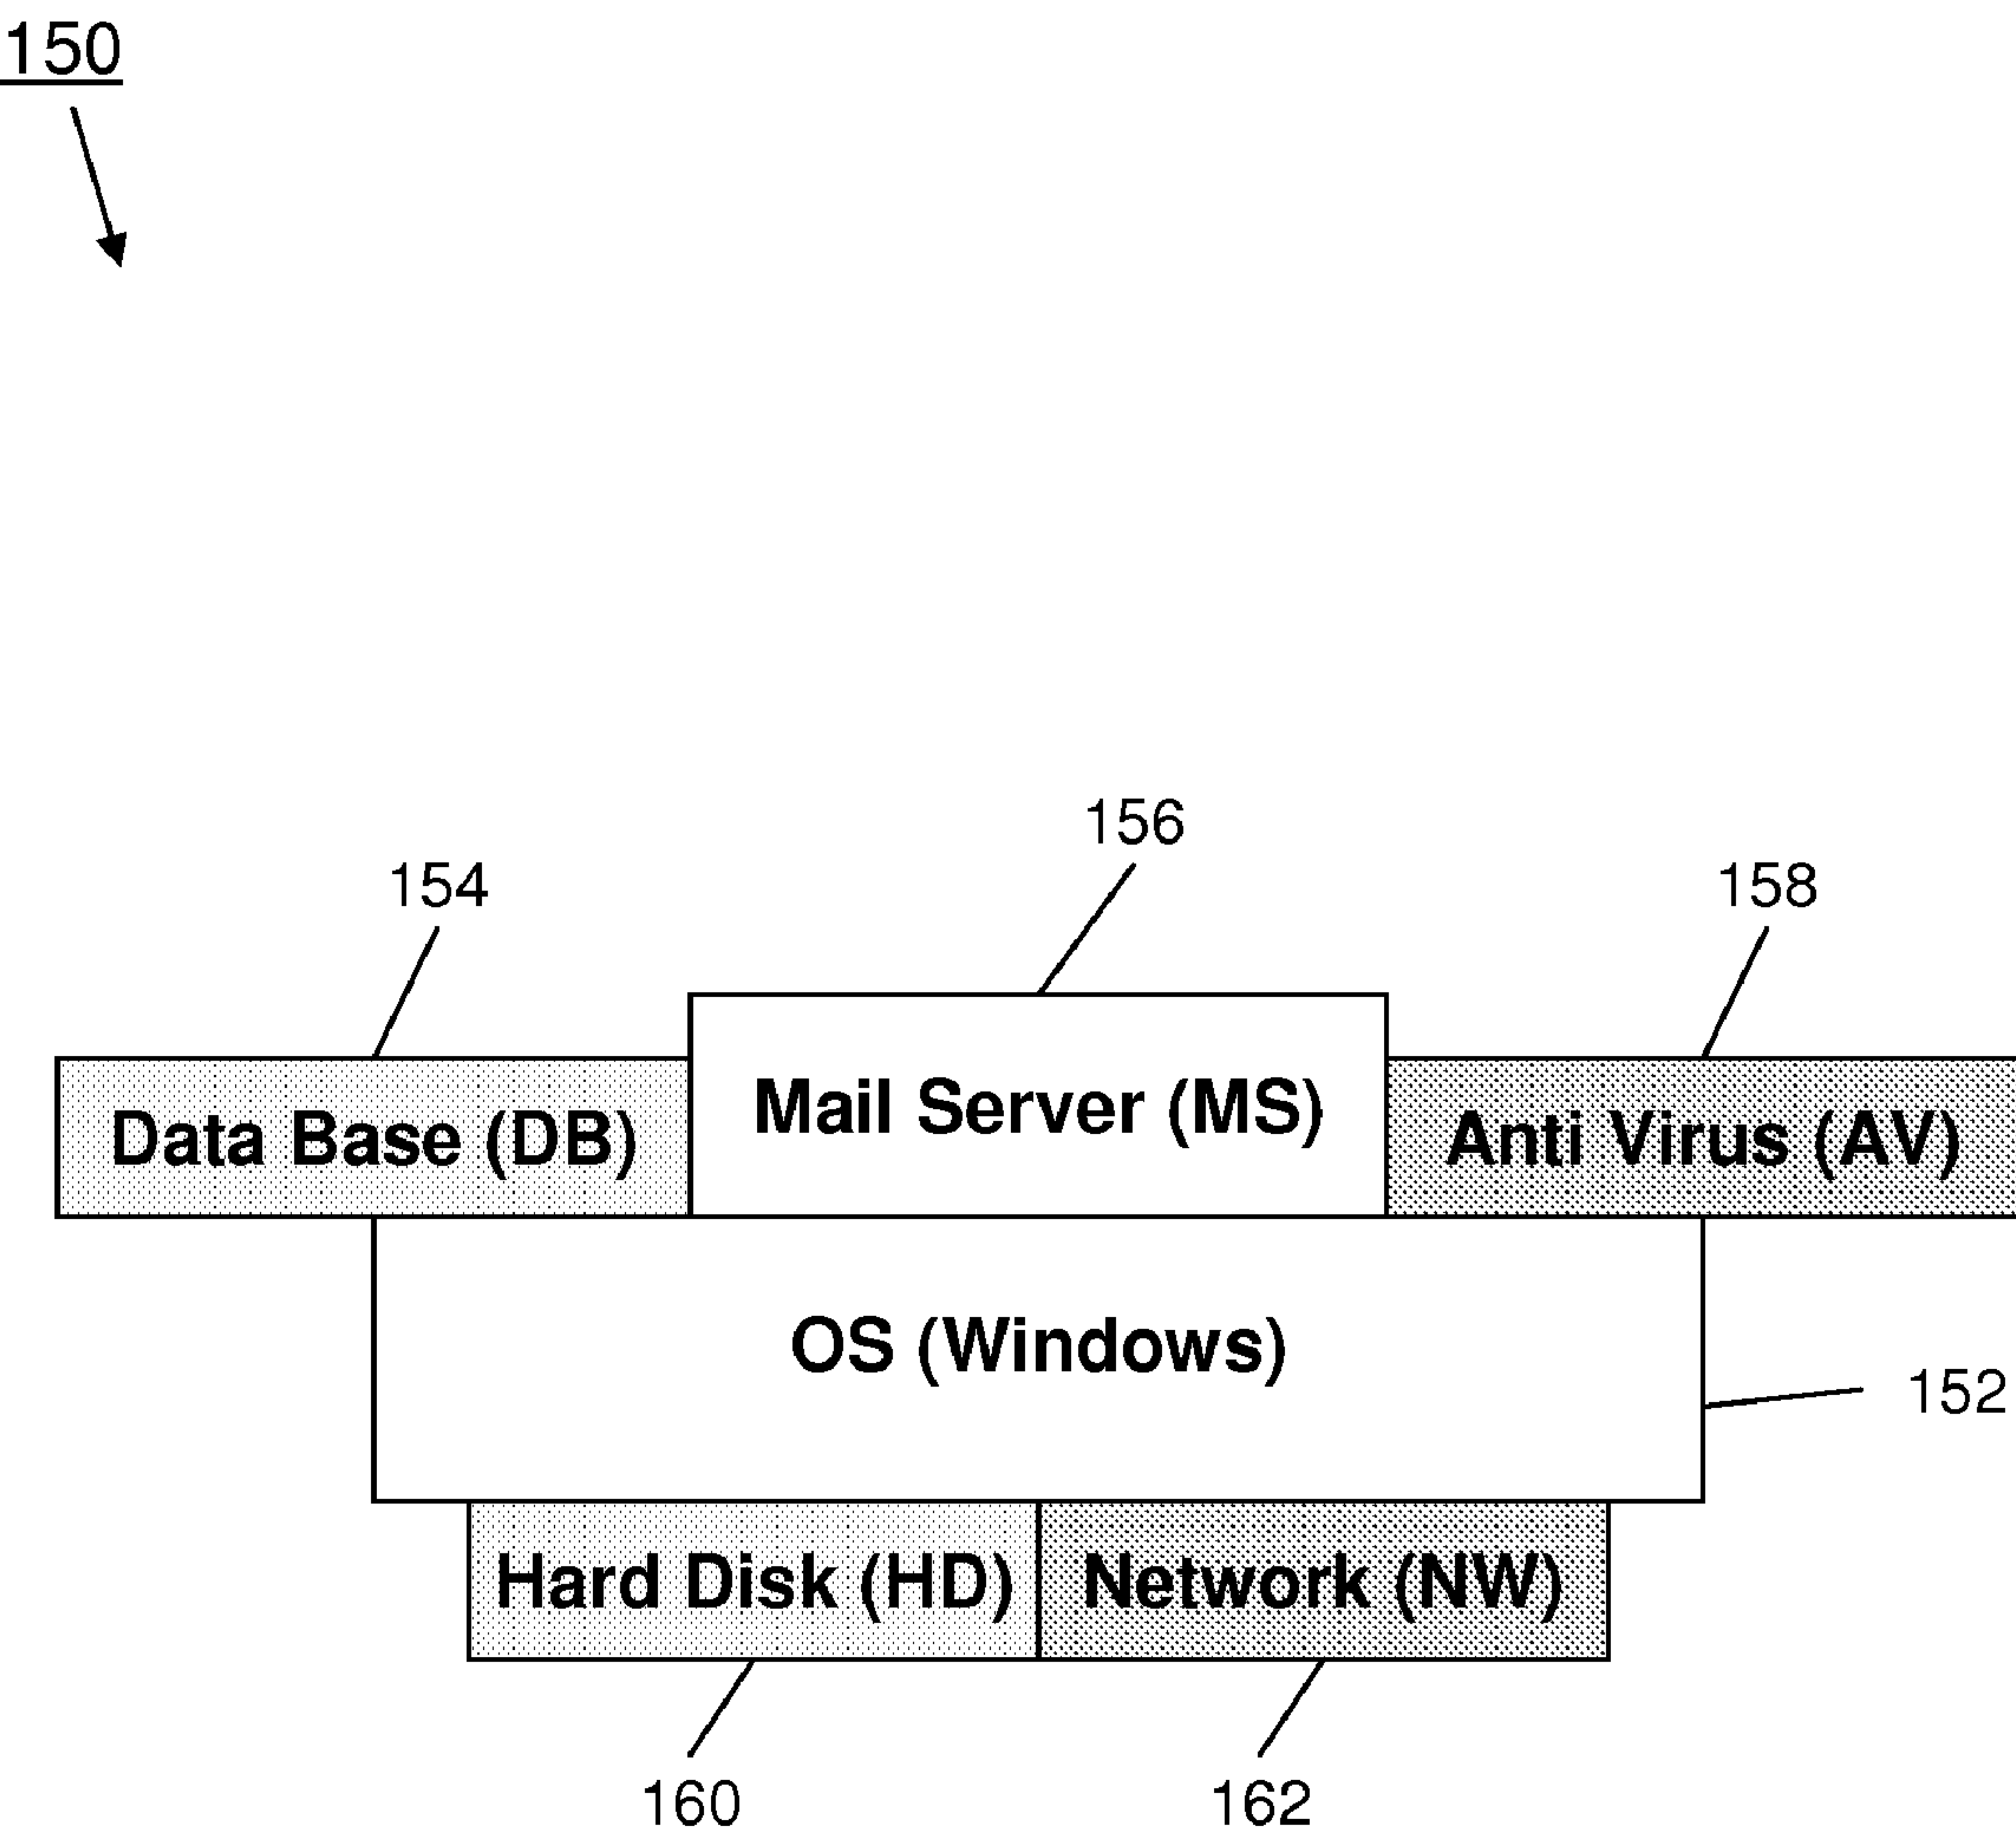 150
156
154
158
Mail Server (MS)
Data Base (DB)
Anti Virus (AV)
OS (Windows)
152
Hard Disk (HD)
Network (NW)
160
162